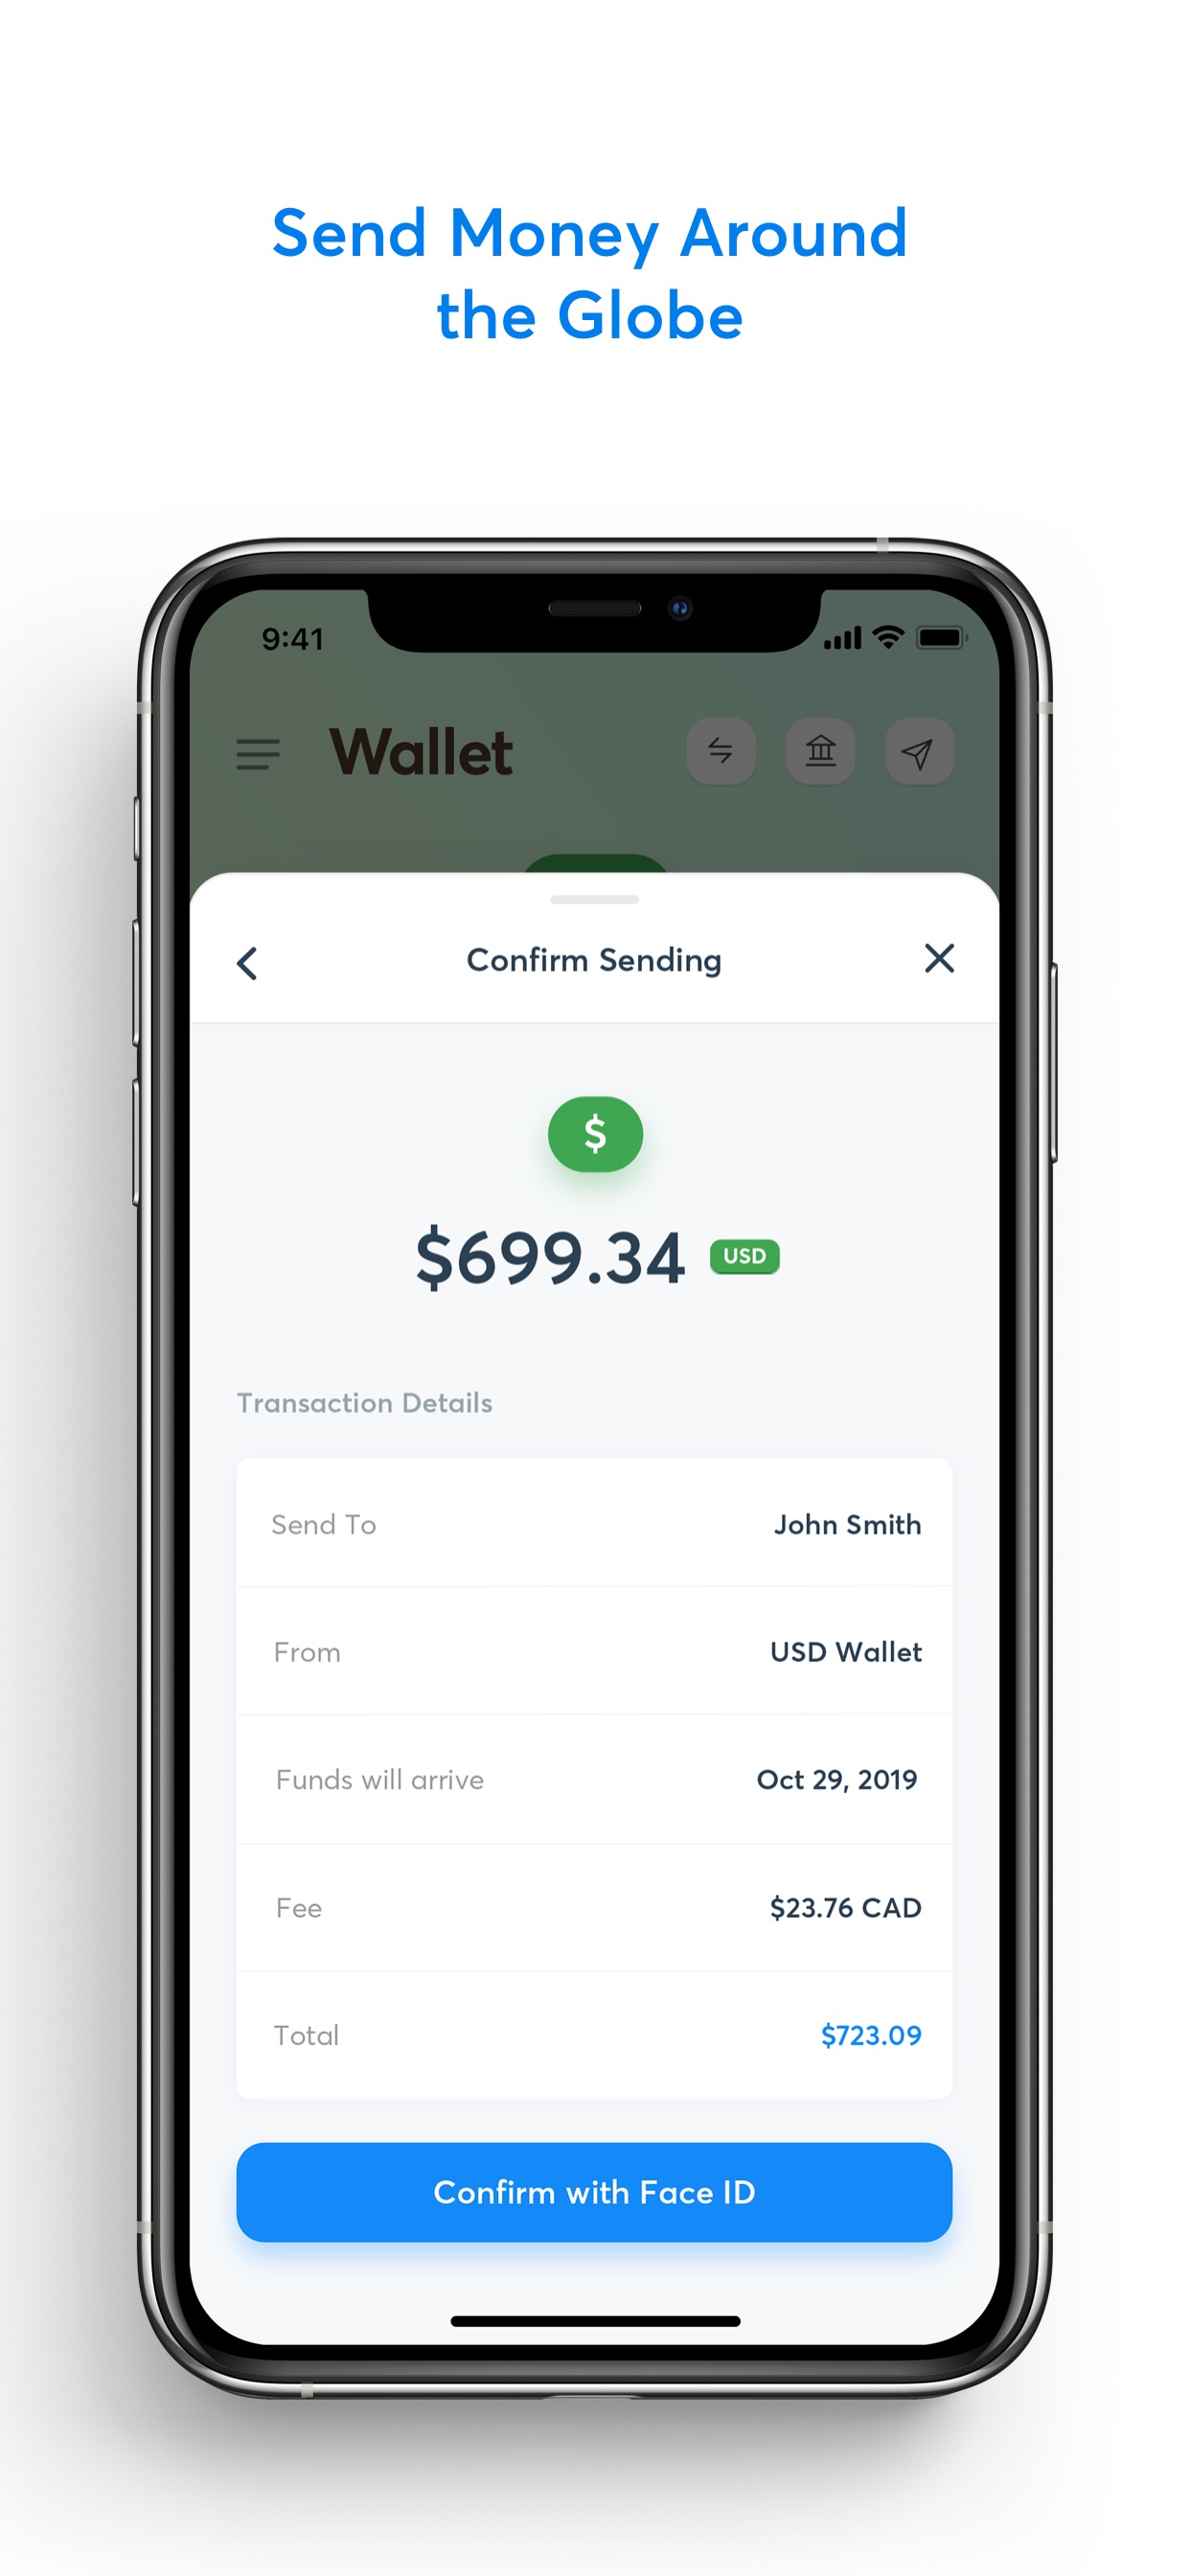 Send Money Around
the Globe
9:41
Wallet
Confirm Sending
$
$699.34 USD
Transaction Details
Send To John Smith
From USD Wallet
Funds will arrive Oct 29, 2019
Fee $23.76 CAD
Total $723.09
Confirm with Face ID